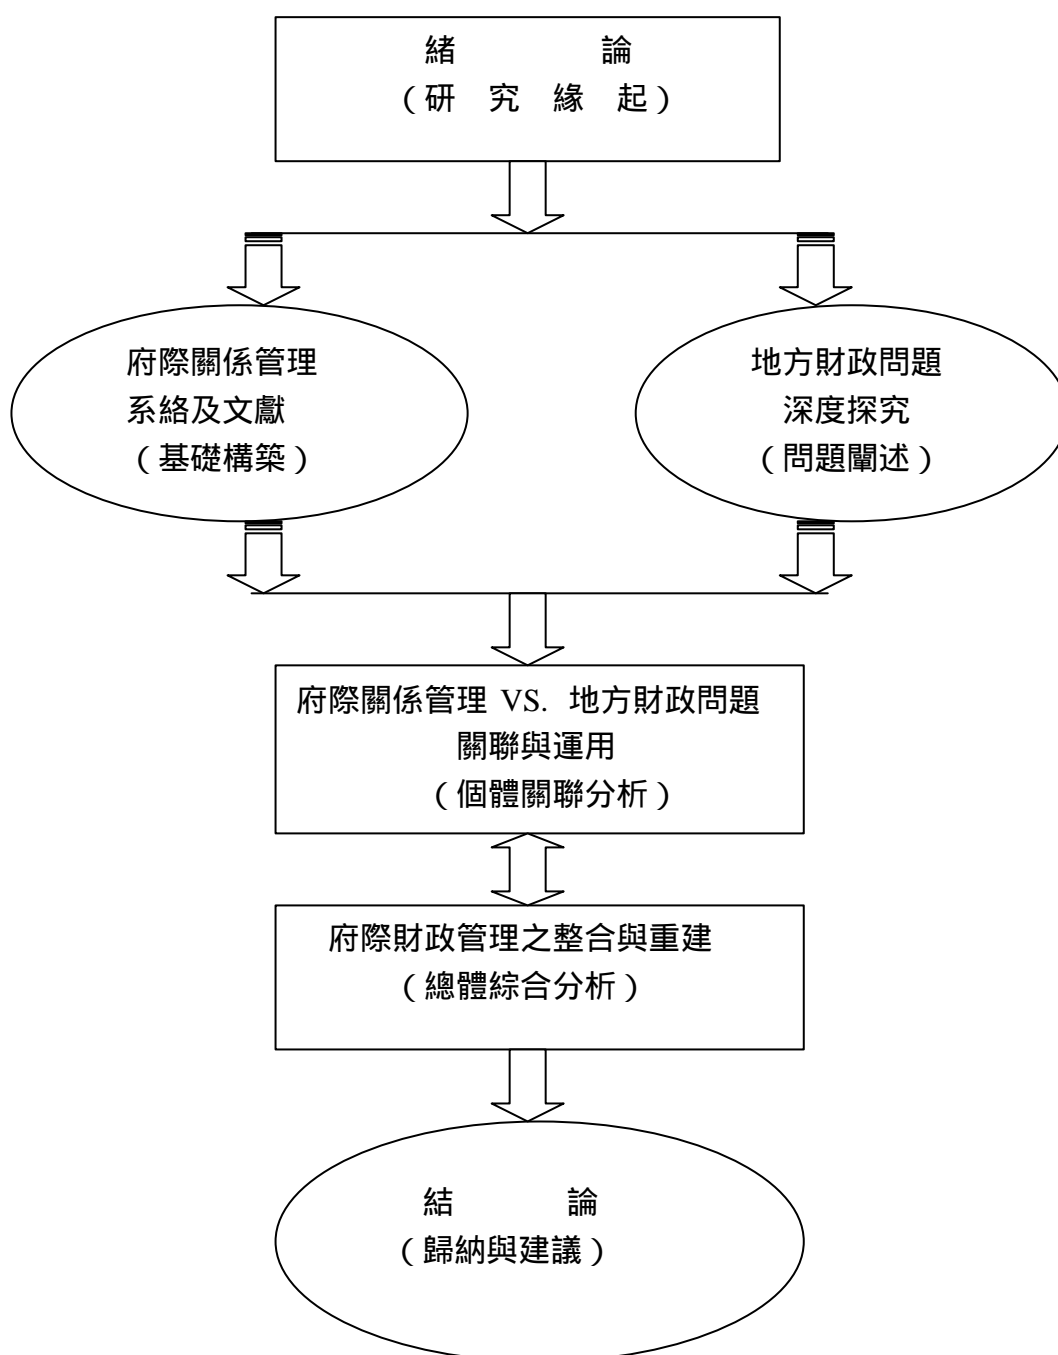 緒 論
（研 究 緣 起）
府際關係管理
系絡及文獻
（基礎構築）
地方財政問題
深度探究
（問題闡述）
府際關係管理 VS. 地方財政問題
關聯與運用
（個體關聯分析）
府際財政管理之整合與重建
（總體綜合分析）
結 論
（歸納與建議）